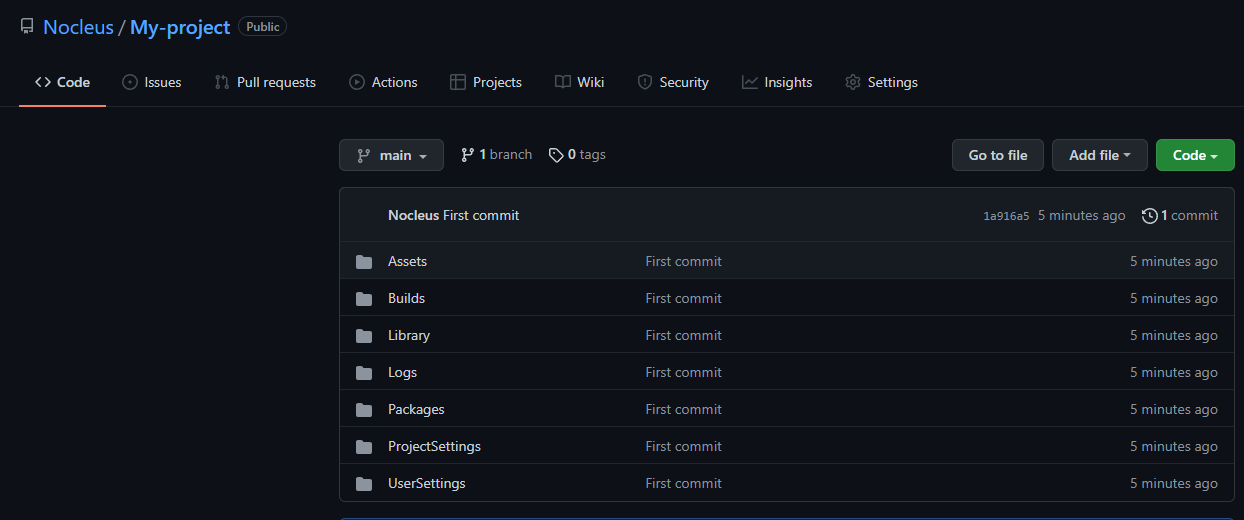 Nocleus / My-project Public
Code Issues Pull requests Actions Projects Wiki Security Insights Settings
main 1 branch 0 tags Go to file Add file Code
Nocleus First commit 1a916a5 5 minutes ago 1 commit
Assets First commit 5 minutes ago
Builds First commit 5 minutes ago
Library First commit 5 minutes ago
Logs First commit 5 minutes ago
Packages First commit 5 minutes ago
ProjectSettings First commit 5 minutes ago
UserSettings First commit 5 minutes ago